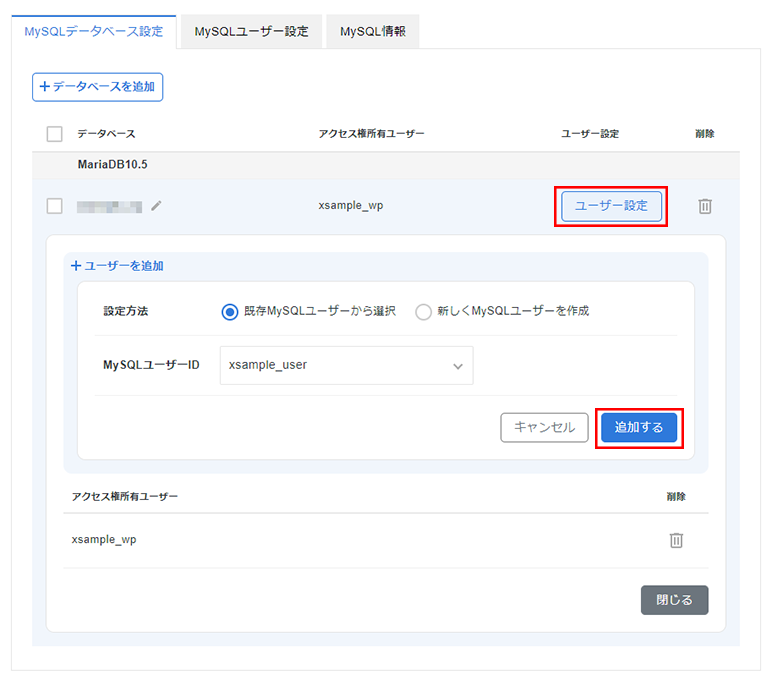 MySQLデータベース設定 MySQLユーザー設定 MySQL情報
+データベースを追加
データベース アクセス権所有ユーザー ユーザー設定 削除
MariaDB10.5
xsample_wp ユーザー設定
+ユーザーを追加
設定方法 既存MySQLユーザーから選択 新しくMySQLユーザーを作成
MySQLユーザーID xsample_user
キャンセル 追加する
アクセス権所有ユーザー 削除
xsample_wp
閉じる